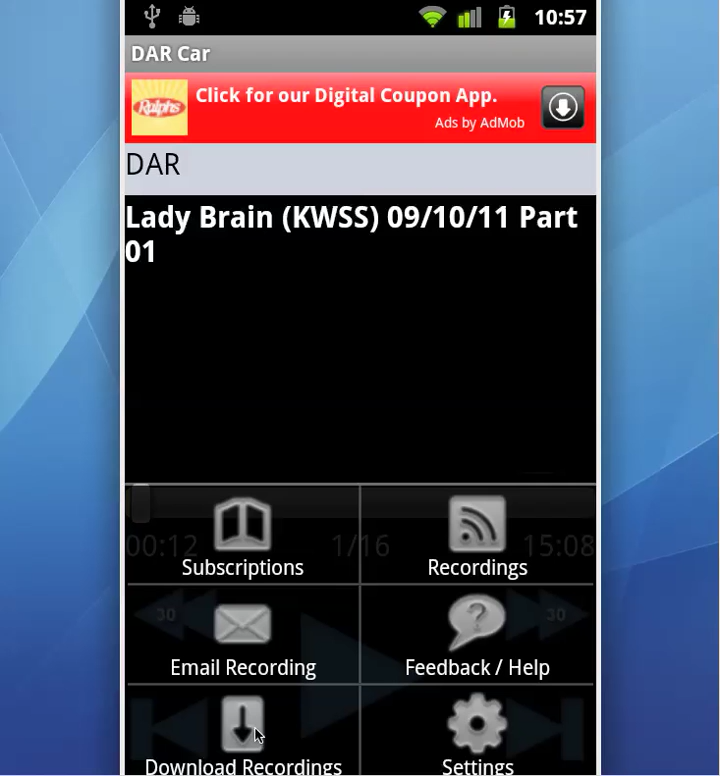 10:57
DAR Car
Ralphs
Click for our Digital Coupon App.
Ads by AdMob
DAR
Lady Brain (KWSS) 09/10/11 Part
01
00:12 1/16 15:08
Subscriptions
Recordings
30 30
Email Recording
Feedback / Help
Download Recordings
Settings